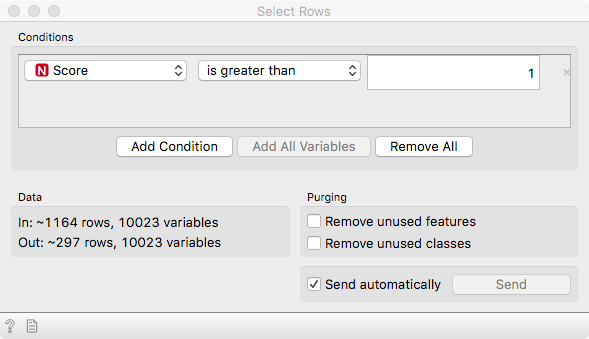 Select Rows
Conditions
N Score is greater than 1 ×
Add Condition Add All Variables Remove All
Data
In: ~1164 rows, 10023 variables
Out: ~297 rows, 10023 variables
Purging
Remove unused features
Remove unused classes
Send automatically Send
?